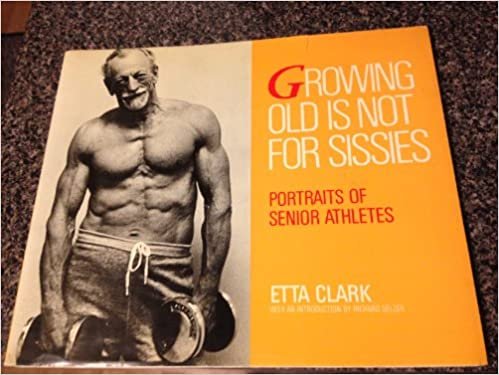 GROWING
OLD IS NOT
FOR SISSIES
PORTRAITS OF
SENIOR ATHLETES
ETTA CLARK
WITH AN INTRODUCTION BY RICHARD SELZER